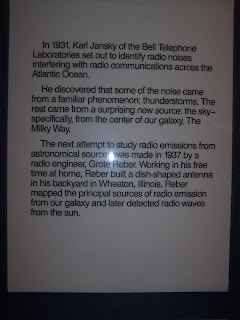 In 1931, Karl Jansky of the Bell Telephone
Laboratories set out to identify radio noises
interfering with radio communications across the
Atlantic Ocean.
He discovered that some of the noise came
from a familiar phenomenon: thunderstorms. The
rest came from a surprising new source: the sky–
specifically, from the center of our galaxy, The
Milky Way.
The next attempt to study radio emissions from
astronomical sources was made in 1937 by a
radio engineer, Grote Reber. Working in his free
time at home, Reber built a dish-shaped antenna
in his backyard in Wheaton, Illinois. Reber
mapped the principal sources of radio emission
from our galaxy and later detected radio waves
from the sun.